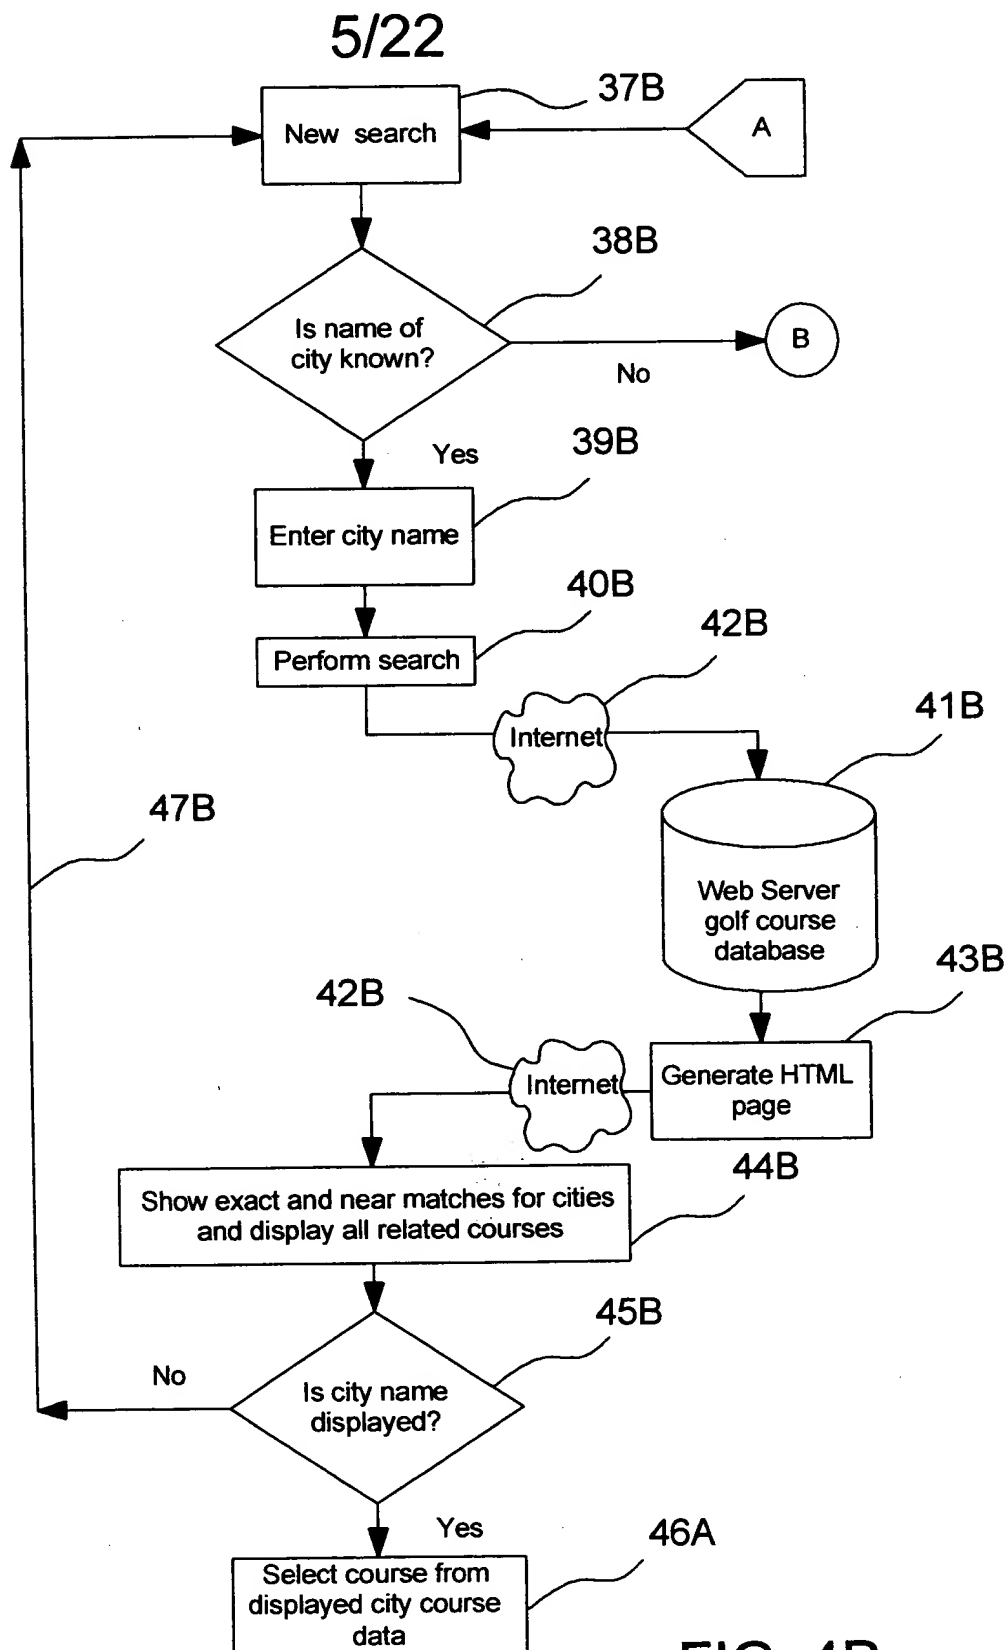 5/22
37B
New search
A
38B
Is name of
city known?
B
No
Yes
39B
Enter city name
40B
Perform search
42B
Internet
41B
47B
Web Server
golf course
database
43B
42B
Internet
Generate HTML
page
44B
Show exact and near matches for cities
and display all related courses
45B
No
Is city name
displayed?
Yes
46A
Select course from
displayed city course
data
FIG. 4B